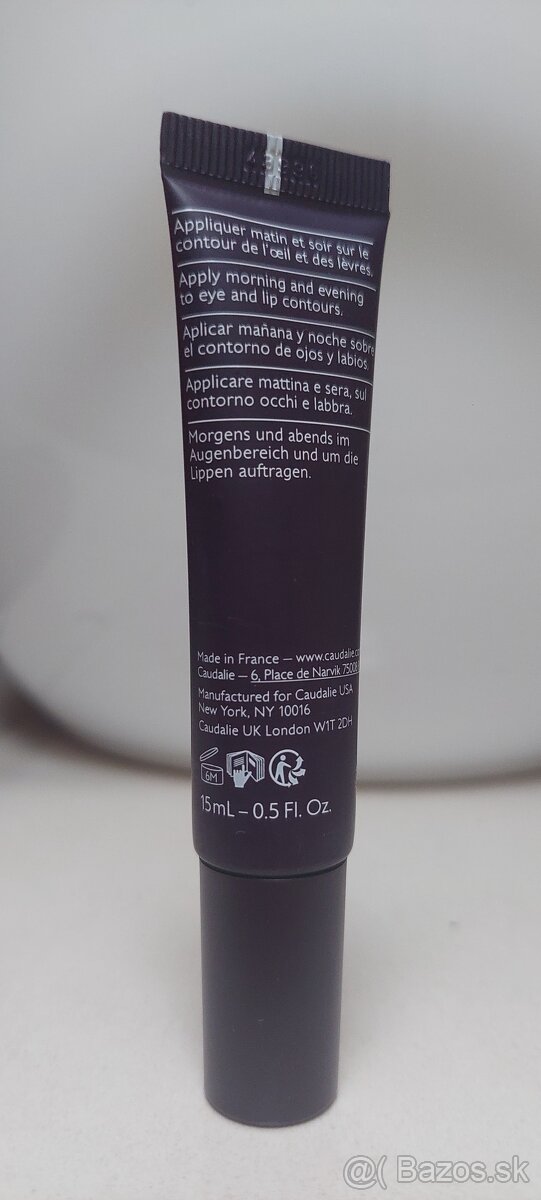 Appliquer matin et soir sur le
contour de l'œil et des lèvres.
Apply morning and evening
to eye and lip contours.
Aplicar mañana y noche sobre
el contorno de ojos y labios.
Applicare mattina e sera, sul
contorno occhi e labbra.
Morgens und abends im
Augenbereich und um die
Lippen auftragen.
Made in France – www.caudalie.co
Caudalie – 6, Place de Narvik 75008
Manufactured for Caudalie USA
New York, NY 10016
Caudalie UK London W1T 2DH
6M
15mL – 0.5 Fl. Oz.
@( Bazos.sk